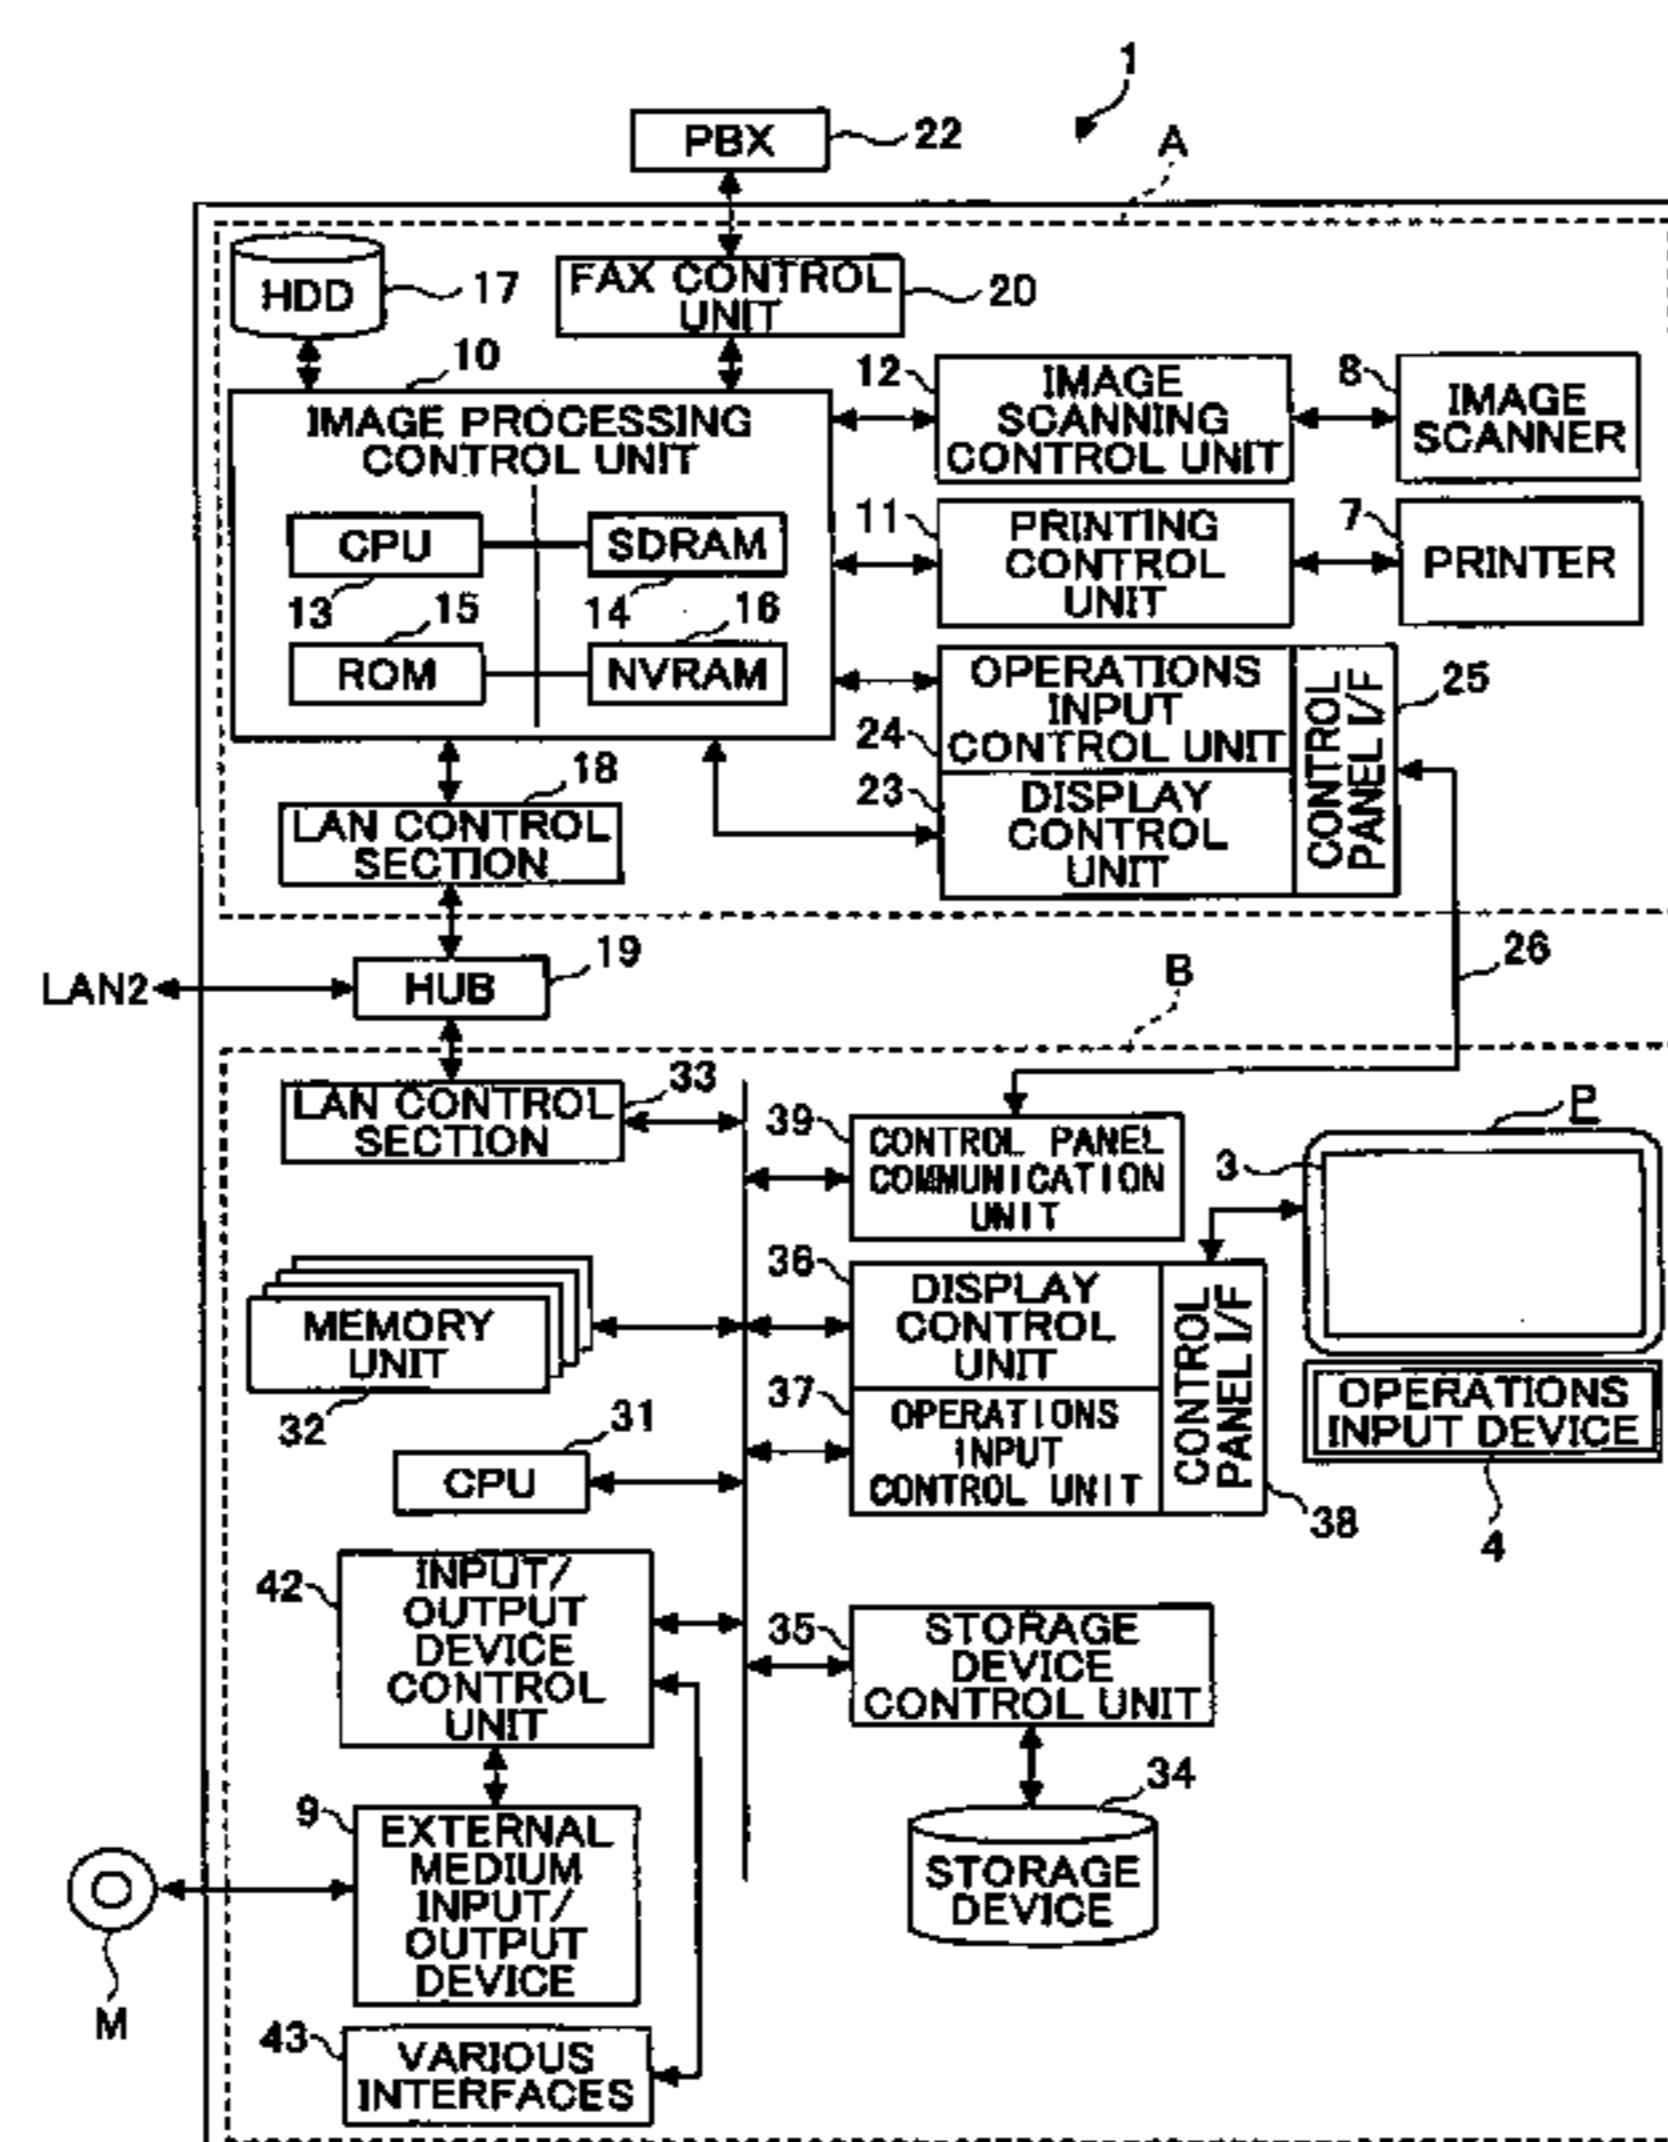 1
PBX
22
A
HDD
17
FAX CONTROL
UNIT
20
10
IMAGE PROCESSING
CONTROL UNIT
CPU
13
SDRAM
14
15
ROM
16
NVRAM
12
IMAGE
SCANNING
CONTROL UNIT
8
IMAGE
SCANNER
11
PRINTING
CONTROL
UNIT
7
PRINTER
OPERATIONS
INPUT
CONTROL UNIT
24
23
DISPLAY
CONTROL
UNIT
CONTROL
PANEL I/F
25
18
LAN CONTROL
SECTION
LAN2
HUB
19
26
B
LAN CONTROL
SECTION
33
39
CONTROL PANEL
COMMUNICATION
UNIT
P
3
MEMORY
UNIT
32
36
DISPLAY
CONTROL
UNIT
37
OPERATIONS
INPUT
CONTROL UNIT
CONTROL
PANEL I/F
38
OPERATIONS
INPUT DEVICE
4
31
CPU
42
INPUT/
OUTPUT
DEVICE
CONTROL
UNIT
35
STORAGE
DEVICE
CONTROL UNIT
34
STORAGE
DEVICE
9
EXTERNAL
MEDIUM
INPUT/
OUTPUT
DEVICE
M
43
VARIOUS
INTERFACES